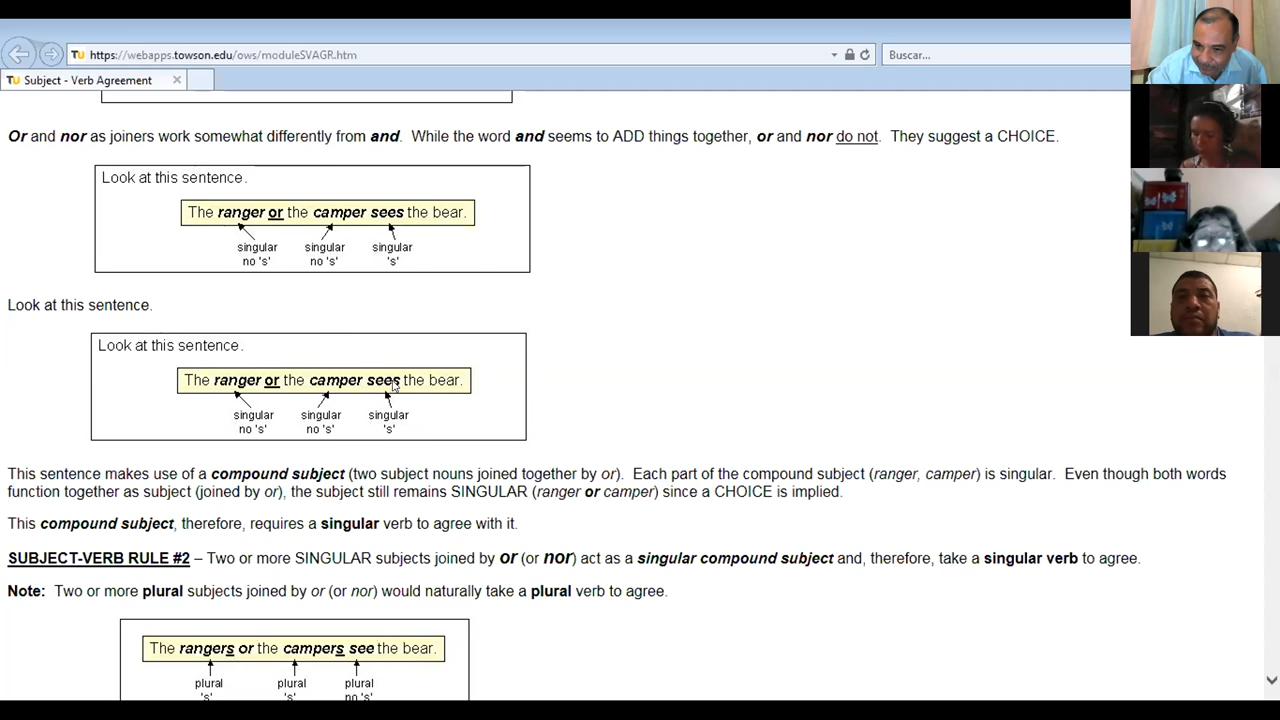 https://webapps.towson.edu/ows/moduleSVAGR.htm
Buscar...
TU Subject - Verb Agreement
Or and nor as joiners work somewhat differently from and. While the word and seems to ADD things together, or and nor do not. They suggest a CHOICE.
Look at this sentence.
The ranger or the camper sees the bear.
singular singular singular
no 's' no 's' 's'
Look at this sentence.
Look at this sentence.
The ranger or the camper sees the bear.
singular singular singular
no 's' no 's' 's'
This sentence makes use of a compound subject (two subject nouns joined together by or). Each part of the compound subject (ranger, camper) is singular. Even though both words
function together as subject (joined by or), the subject still remains SINGULAR (ranger or camper) since a CHOICE is implied.
This compound subject, therefore, requires a singular verb to agree with it.
SUBJECT-VERB RULE #2 – Two or more SINGULAR subjects joined by or (or nor) act as a singular compound subject and, therefore, take a singular verb to agree.
Note: Two or more plural subjects joined by or (or nor) would naturally take a plural verb to agree.
The rangers or the campers see the bear.
plural plural plural
's' 's' no 's'